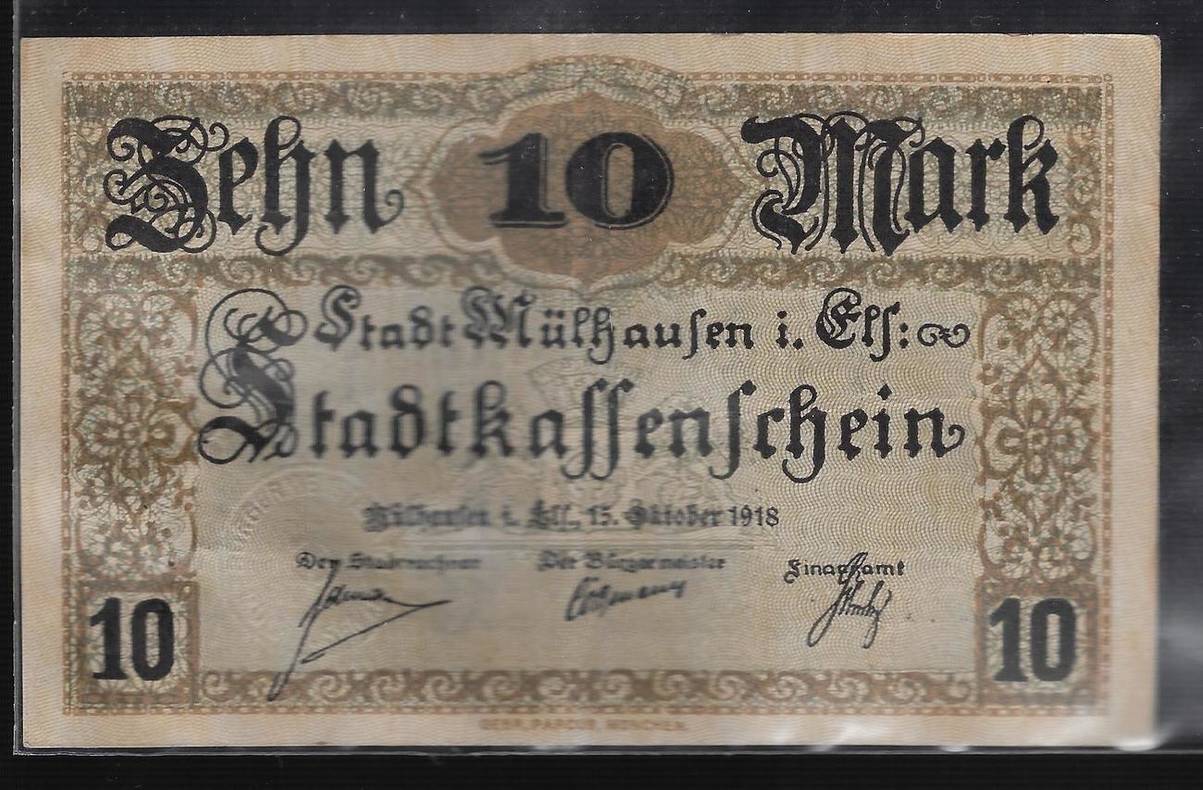 Zehn 10 Mark
Stadt Mülhausen i. Els:
Stadtkassenschein
Mülhausen i. Els., 15. Oktober 1918
Der Stadtrechner Der Bürgermeister Finanzamt
10 10
MÜNCHEN.